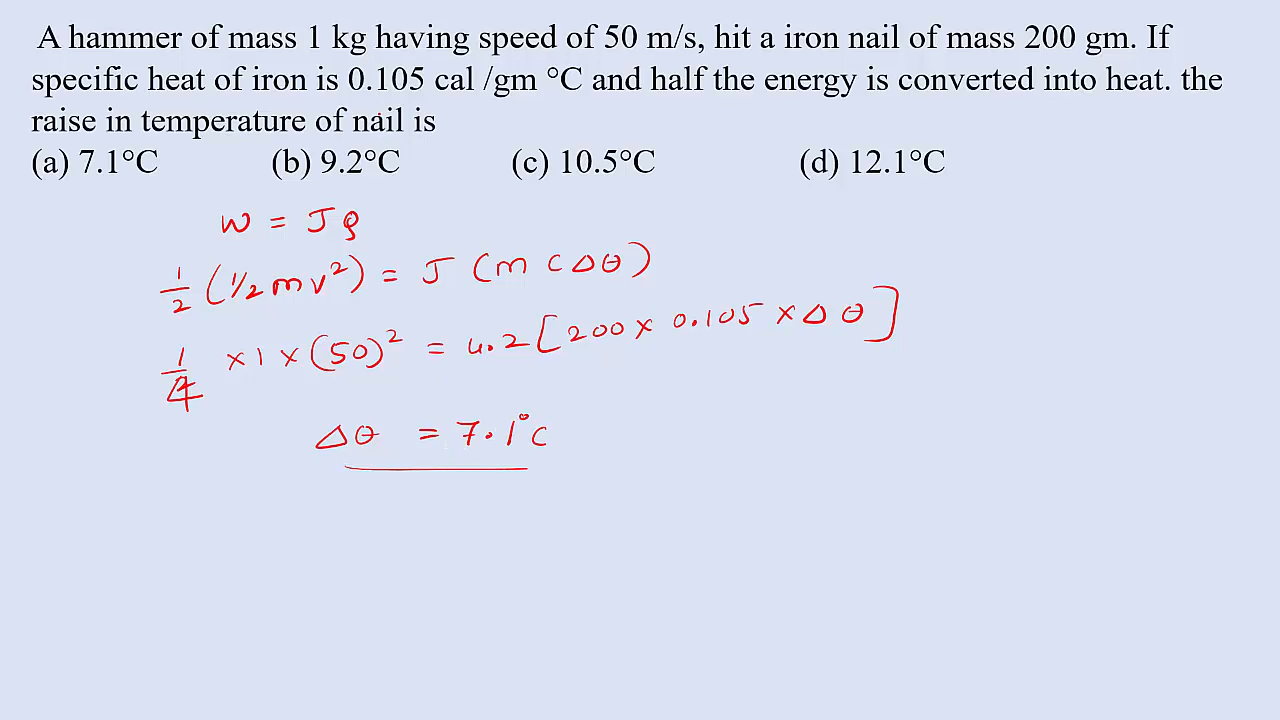 A hammer of mass 1 kg having speed of 50 m/s, hit a iron nail of mass 200 gm. If
specific heat of iron is 0.105 cal /gm °C and half the energy is converted into heat. the
raise in temperature of nail is
(a) 7.1°C (b) 9.2°C (c) 10.5°C (d) 12.1°C
W = JQ
1/2 (1/2 mv²) = J (m c Δθ)
1/4 × 1 × (50)² = 4.2 [200 × 0.105 × Δθ]
Δθ = 7.1°C